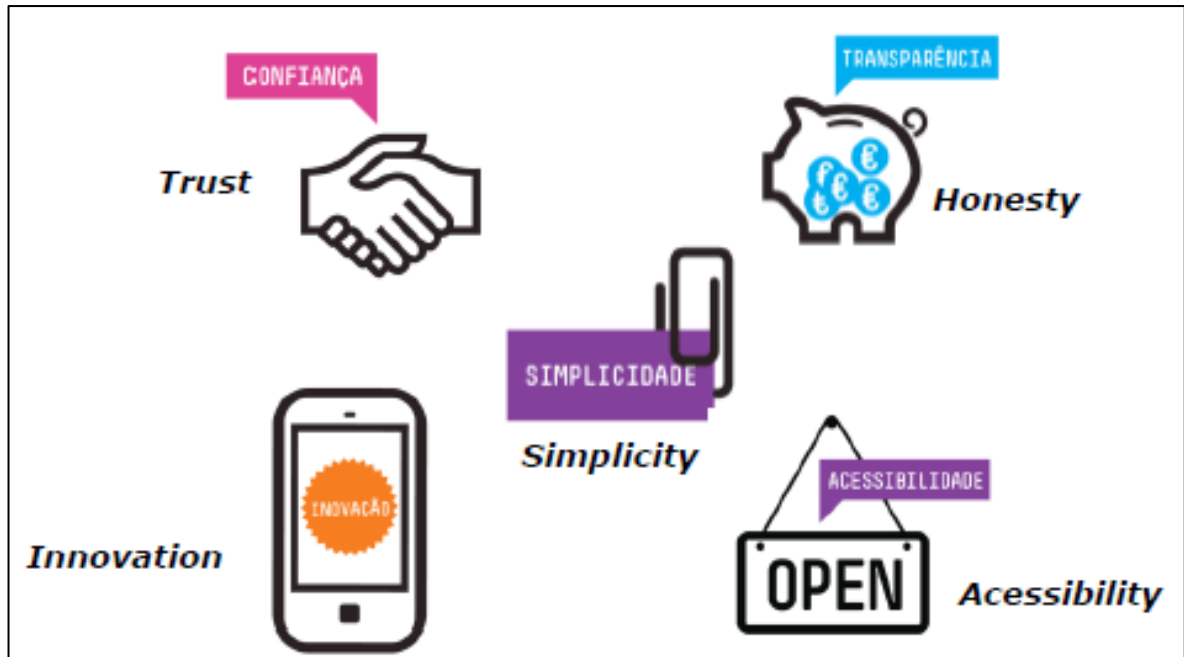 CONFIANÇA
Trust
TRANSPARÊNCIA
Honesty
SIMPLICIDADE
Simplicity
INOVAÇÃO
Innovation
ACESSIBILIDADE
OPEN
Acessibility